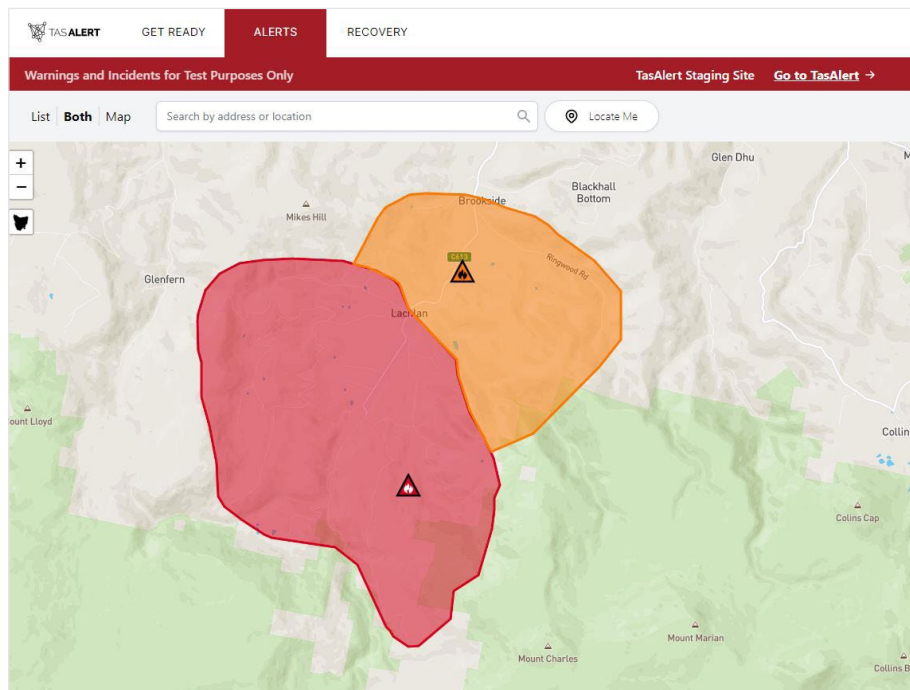 TASALERT
GET READY
ALERTS
RECOVERY
Warnings and Incidents for Test Purposes Only
TasAlert Staging Site
Go to TasAlert →
List
Both
Map
Search by address or location
Locate Me
+
−
Glen Dhu
M
Blackhall
Bottom
Brookside
Mikes Hill
C615
Ringwood Rd
Glenfern
Lachlan
ount Lloyd
Collin
Colins Cap
Mount Marian
Mount Charles
Collins B